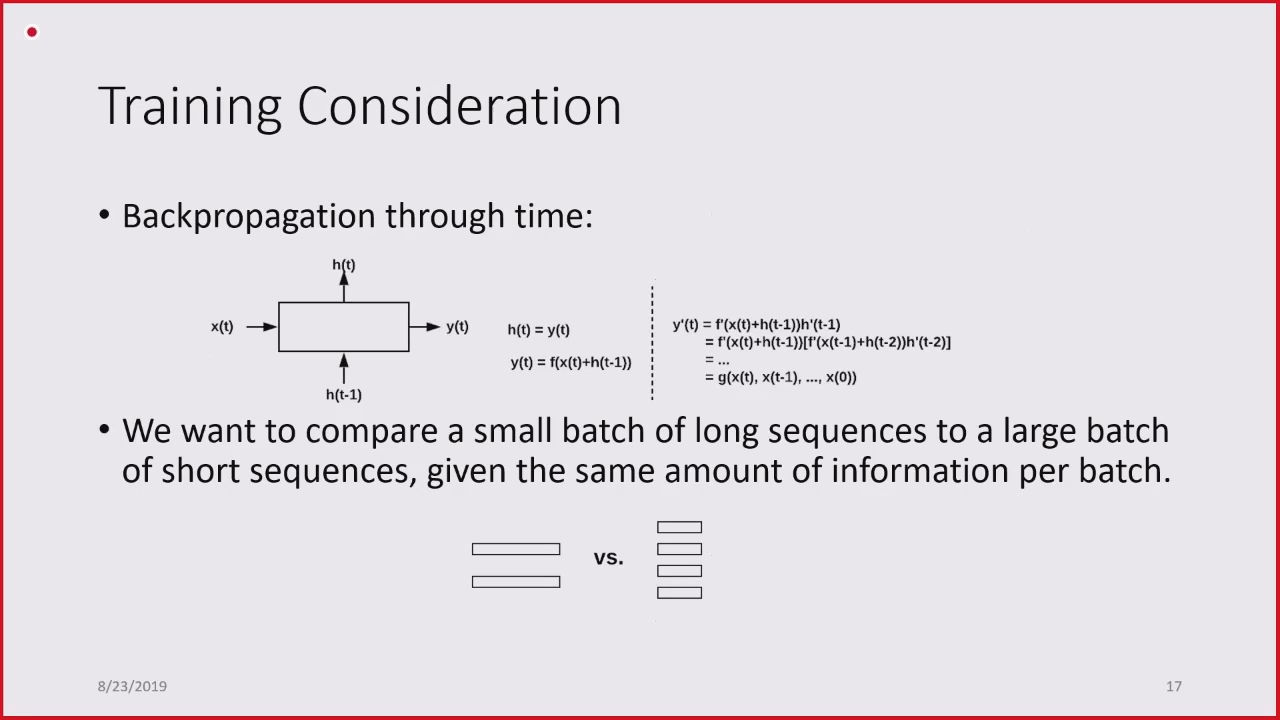 Training Consideration
• Backpropagation through time:
h(t)
x(t)
y(t)
h(t-1)
h(t) = y(t)
y(t) = f(x(t)+h(t-1))
y'(t) = f'(x(t)+h(t-1))h'(t-1)
= f'(x(t)+h(t-1))[f'(x(t-1)+h(t-2))h'(t-2)]
= ...
= g(x(t), x(t-1), ..., x(0))
• We want to compare a small batch of long sequences to a large batch
of short sequences, given the same amount of information per batch.
vs.
8/23/2019
17